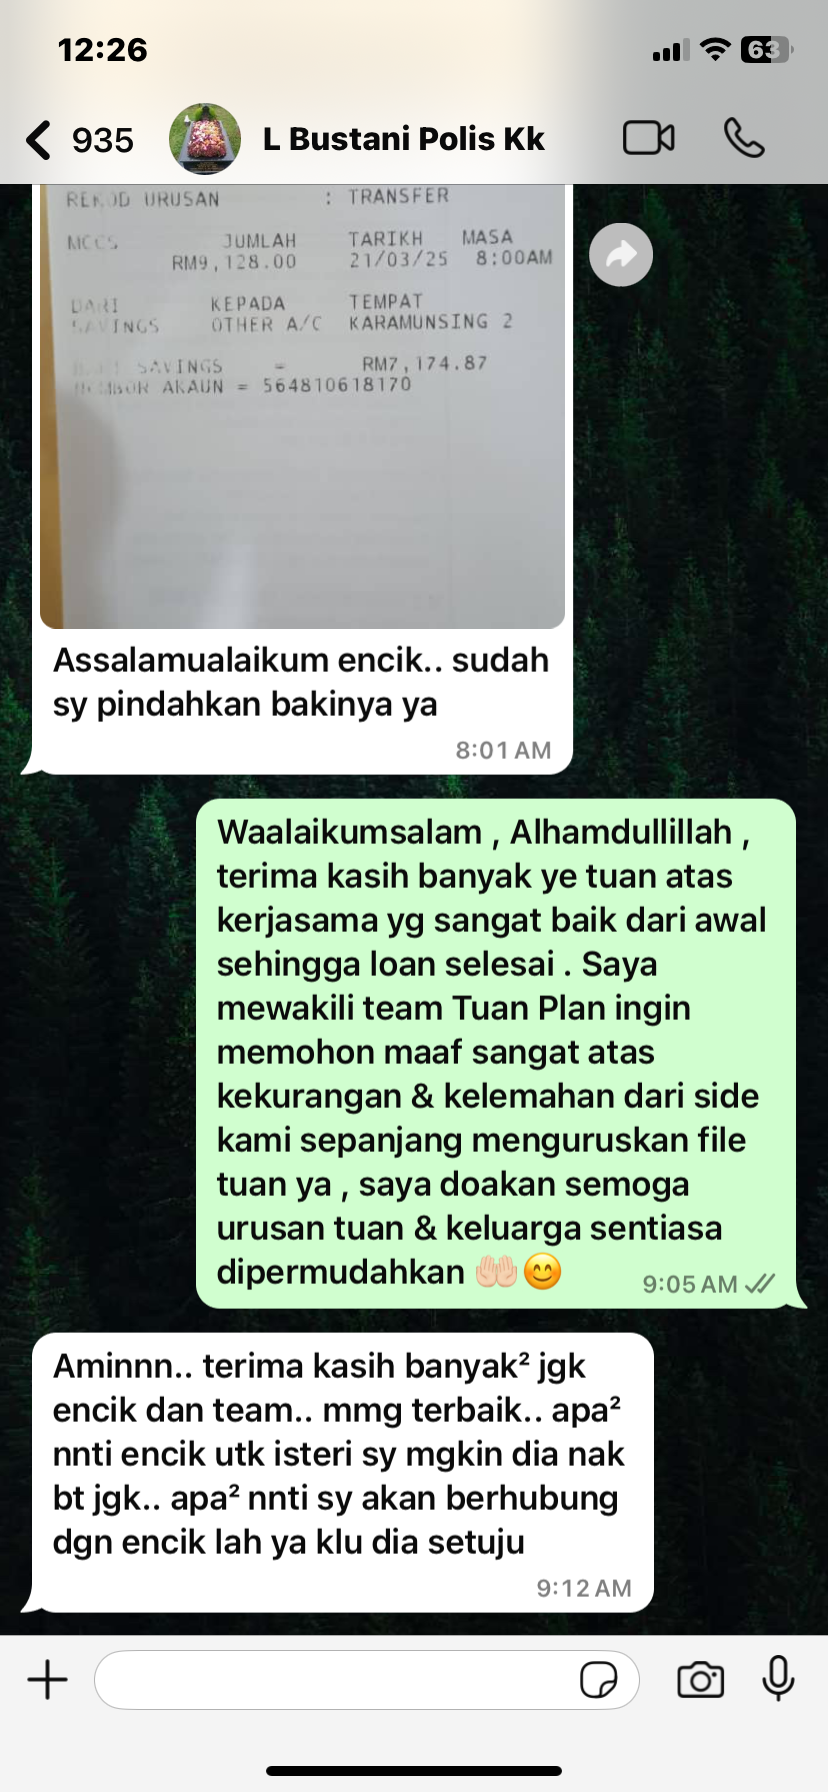 12:26
63
935
L Bustani Polis Kk
REKOD URUSAN : TRANSFER
MCCS JUMLAH TARIKH MASA
RM9,128.00 21/03/25 8:00AM
DARI KEPADA TEMPAT
SAVINGS OTHER A/C KARAMUNSING 2
SAVINGS = RM7,174.87
NOMBOR AKAUN = 564810618170
Assalamualaikum encik.. sudah
sy pindahkan bakinya ya
8:01 AM
Waalaikumsalam , Alhamdullillah ,
terima kasih banyak ye tuan atas
kerjasama yg sangat baik dari awal
sehingga loan selesai . Saya
mewakili team Tuan Plan ingin
memohon maaf sangat atas
kekurangan & kelemahan dari side
kami sepanjang menguruskan file
tuan ya , saya doakan semoga
urusan tuan & keluarga sentiasa
dipermudahkan 🤲🏻😊
9:05 AM
Aminnn.. terima kasih banyak² jgk
encik dan team.. mmg terbaik.. apa²
nnti encik utk isteri sy mgkin dia nak
bt jgk.. apa² nnti sy akan berhubung
dgn encik lah ya klu dia setuju
9:12 AM